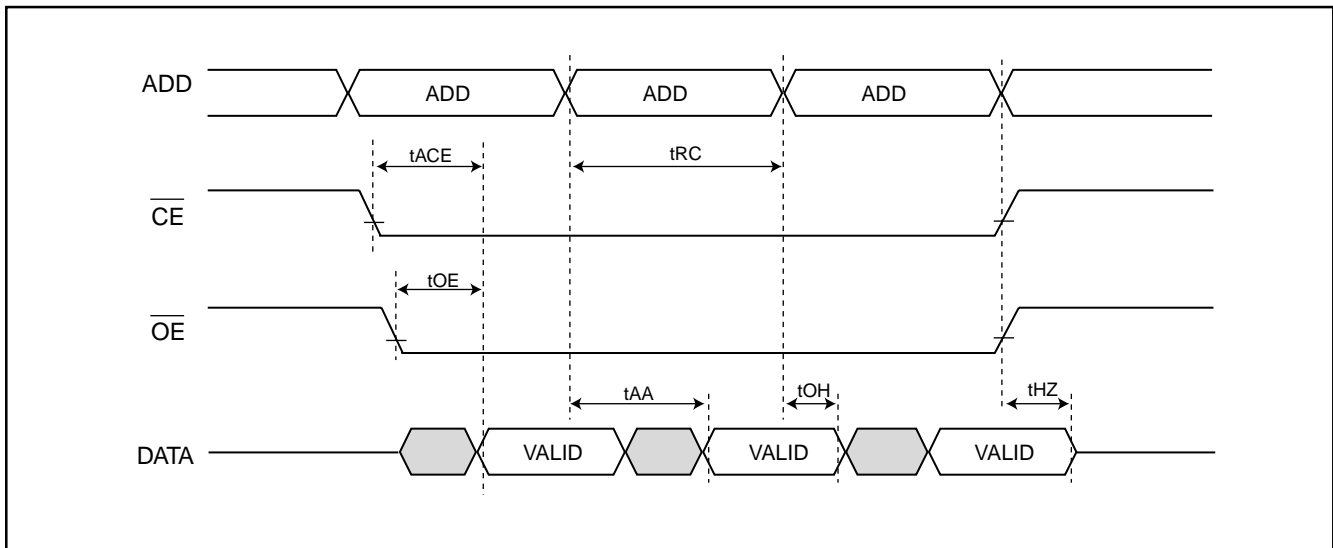 ADD ADD ADD ADD
tACE tRC
CE
tOE
OE
tAA tOH tHZ
DATA VALID VALID VALID